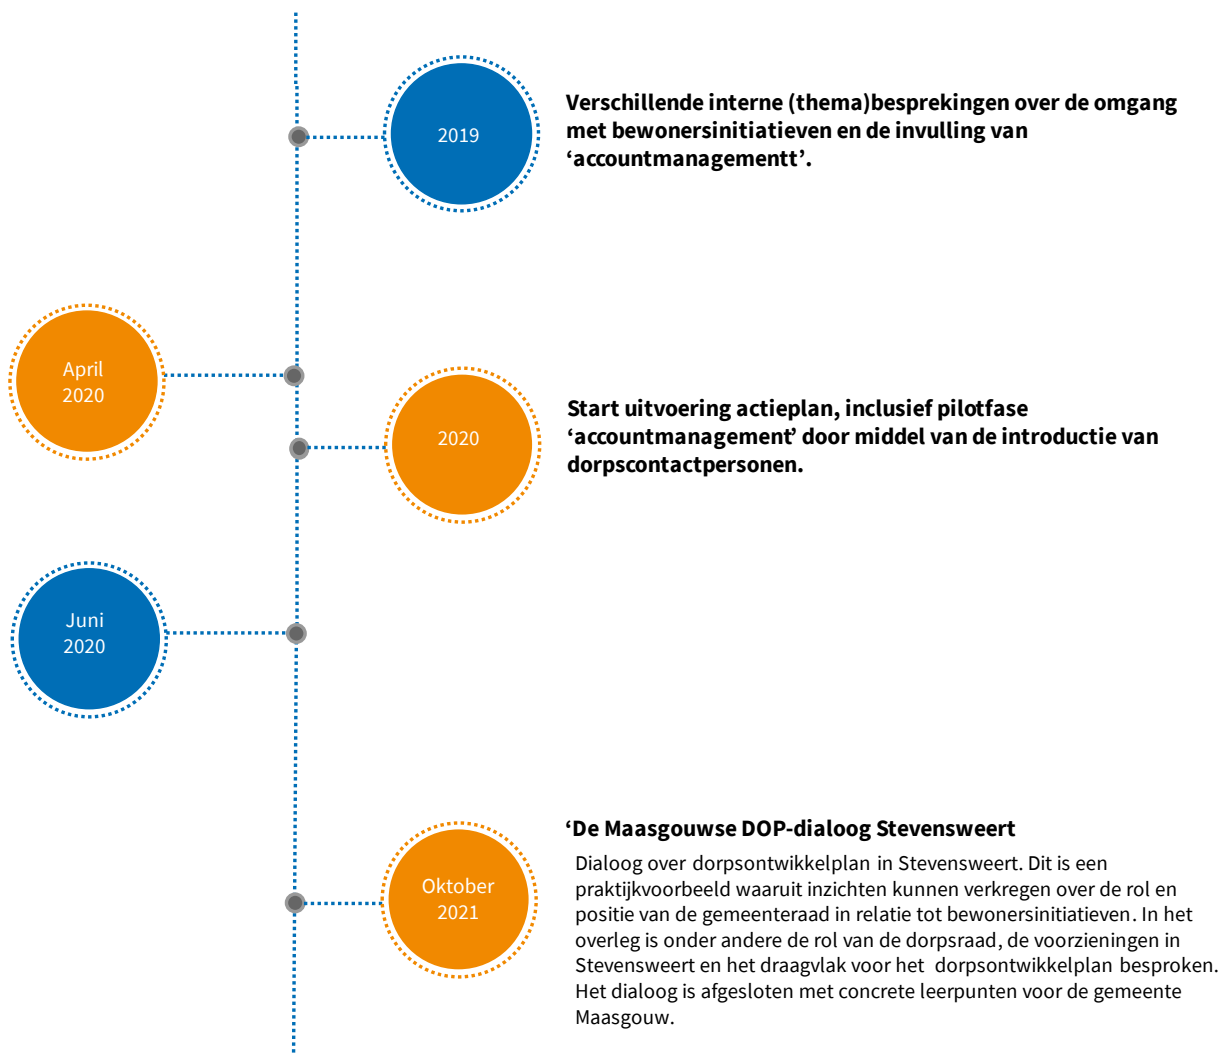 2019
Verschillende interne (thema)besprekingen over de omgang
met bewonersinitiatieven en de invulling van
‘accountmanagementt’.
April
2020
2020
Start uitvoering actieplan, inclusief pilotfase
‘accountmanagement’ door middel van de introductie van
dorpscontactpersonen.
Juni
2020
Oktober
2021
‘De Maasgouwse DOP-dialoog Stevensweert
Dialoog over dorpsontwikkelplan in Stevensweert. Dit is een
praktijkvoorbeeld waaruit inzichten kunnen verkregen over de rol en
positie van de gemeenteraad in relatie tot bewonersinitiatieven. In het
overleg is onder andere de rol van de dorpsraad, de voorzieningen in
Stevensweert en het draagvlak voor het dorpsontwikkelplan besproken.
Het dialoog is afgesloten met concrete leerpunten voor de gemeente
Maasgouw.